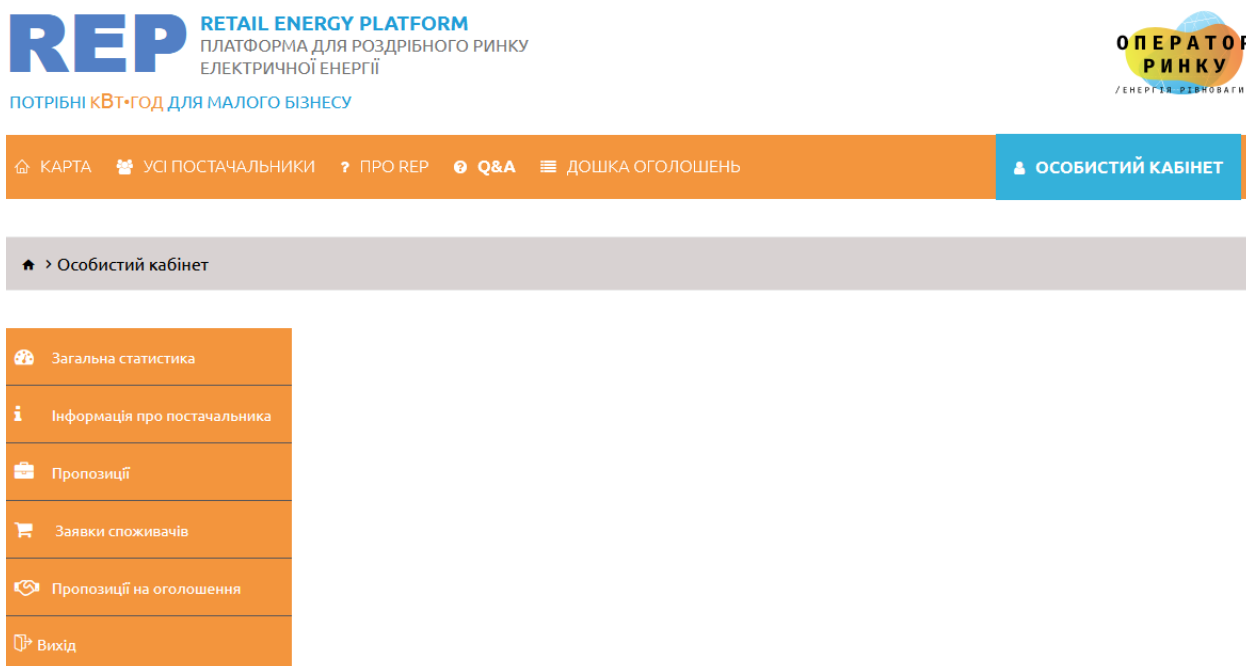 REP
RETAIL ENERGY PLATFORM
ПЛАТФОРМА ДЛЯ РОЗДРІБНОГО РИНКУ
ЕЛЕКТРИЧНОЇ ЕНЕРГІЇ
ПОТРІБНІ кВт•год ДЛЯ МАЛОГО БІЗНЕСУ
ОПЕРАТОР
РИНКУ
/ЕНЕРГІЯ РІВНОВАГИ
КАРТА УСІ ПОСТАЧАЛЬНИКИ ? ПРО REP Q&A ДОШКА ОГОЛОШЕНЬ ОСОБИСТИЙ КАБІНЕТ
> Особистий кабінет
Загальна статистика
Інформація про постачальника
Пропозиції
Заявки споживачів
Пропозиції на оголошення
Вихід